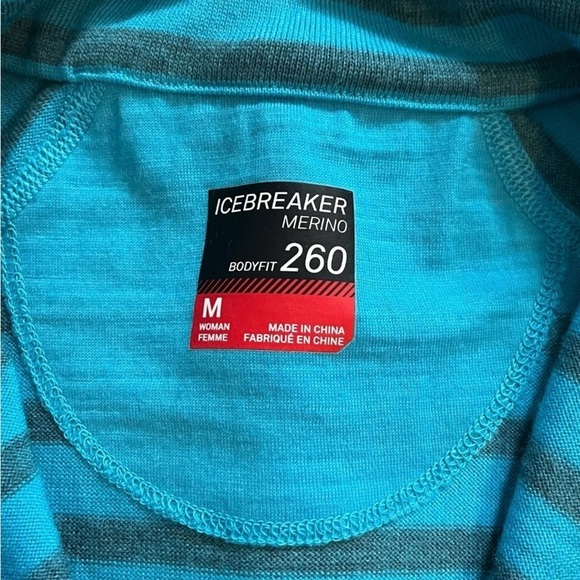 ICEBREAKER
MERINO
BODYFIT 260
M
WOMAN
FEMME
MADE IN CHINA
FABRIQUÉ EN CHINE